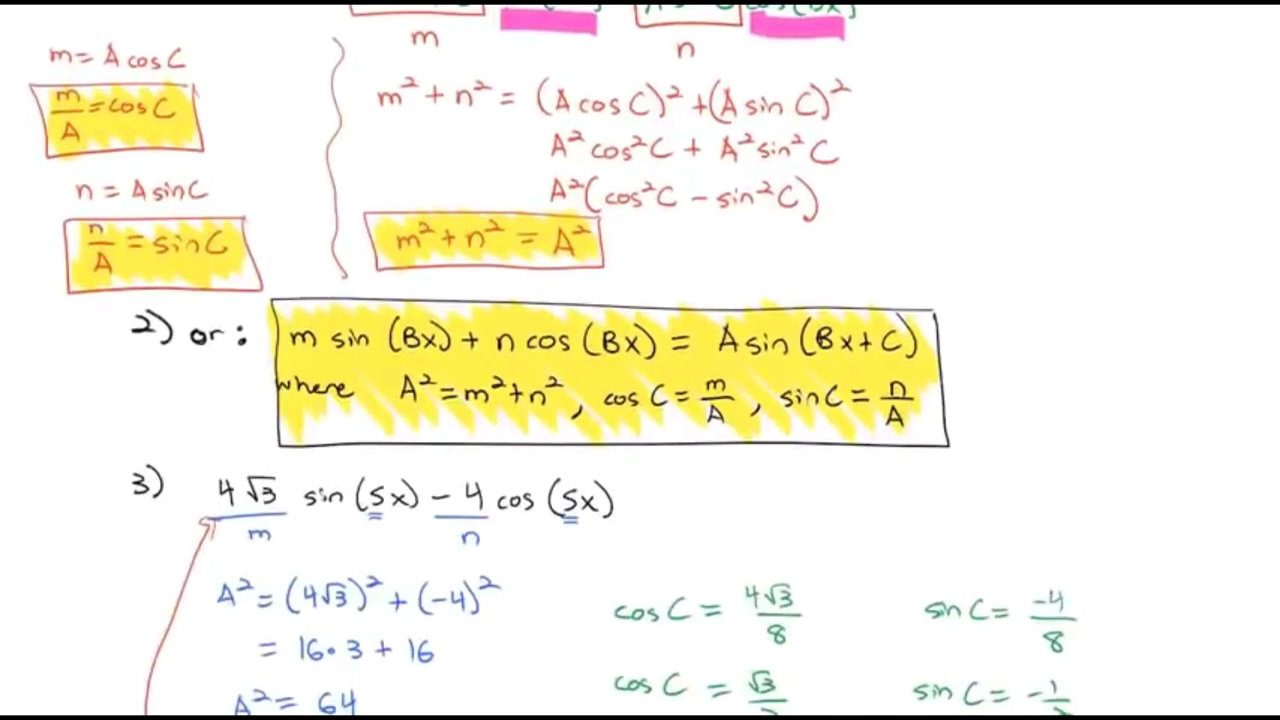 m
n
m = A cos C
m/A = cos C
n = A sin C
n/A = sin C
m² + n² = (A cos C)² + (A sin C)²
A² cos² C + A² sin² C
A² (cos² C − sin² C)
m² + n² = A²
2) or: m sin (Bx) + n cos (Bx) = A sin (Bx + C)
where A² = m² + n², cos C = m/A, sin C = n/A
3) 4√3 sin (5x) − 4 cos (5x)
m n
A² = (4√3)² + (−4)²
= 16 · 3 + 16
A² = 64
cos C = 4√3/8
sin C = −4/8
cos C = √3/
sin C = −1/